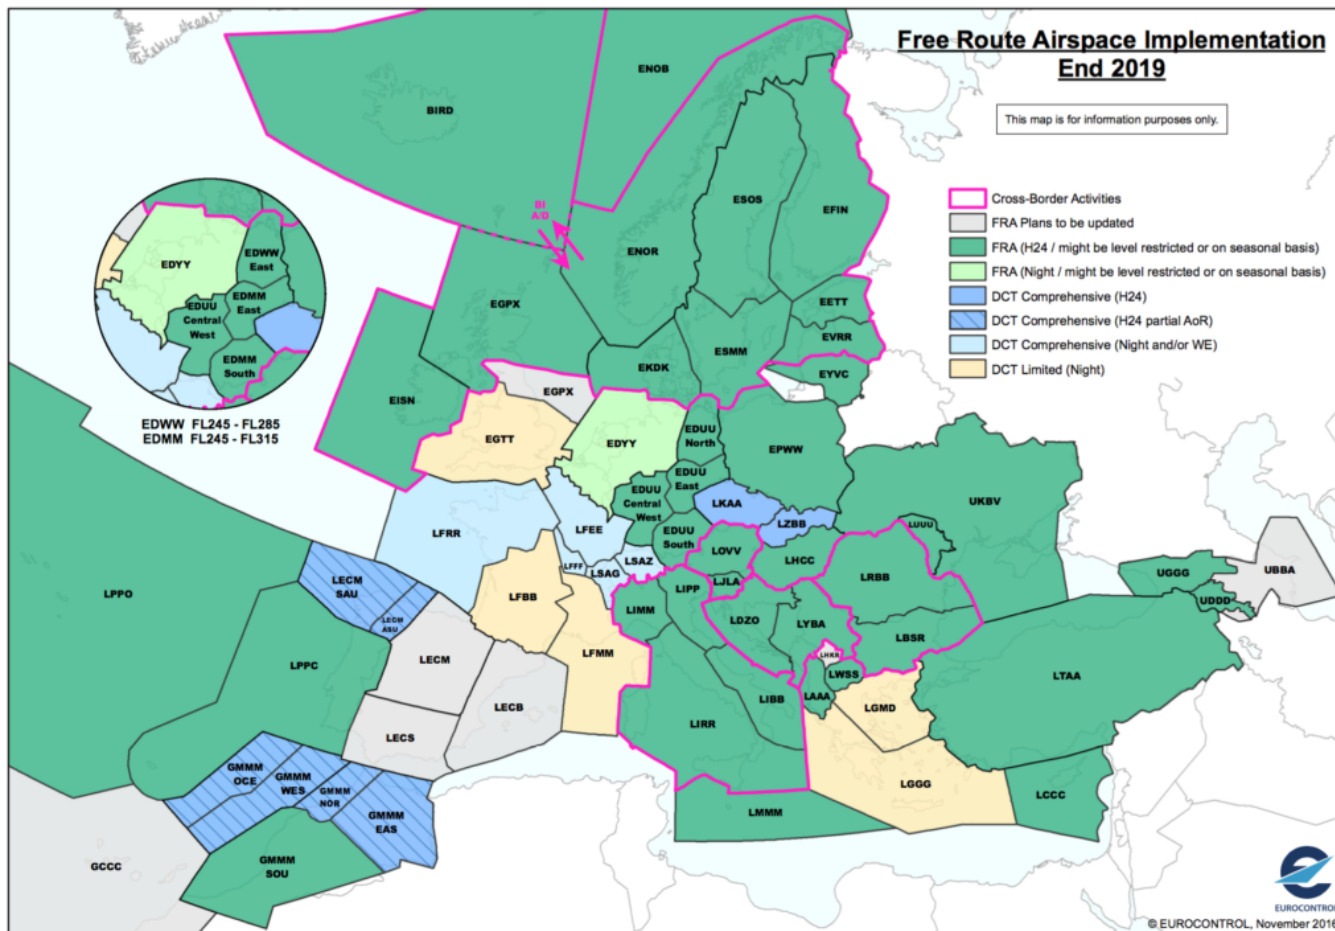 Free Route Airspace Implementation
End 2019
This map is for information purposes only.
Cross-Border Activities
FRA Plans to be updated
FRA (H24 / might be level restricted or on seasonal basis)
FRA (Night / might be level restricted or on seasonal basis)
DCT Comprehensive (H24)
DCT Comprehensive (H24 partial AoR)
DCT Comprehensive (Night and/or WE)
DCT Limited (Night)
BIRD
ENOB
BI
A/D
ENOR
ESOS
EFIN
EGPX
EETT
EVRR
EYVC
ESMM
EKDK
EISN
EGPX
EGTT
EDYY
EDWW
East
EDYY
EDMM
East
EDUU
Central
West
EDMM
South
EDWW FL245 - FL285
EDMM FL245 - FL315
EDUU
North
EDUU
East
EDUU
Central
West
EDUU
South
EPWW
UKBV
LKAA
LZBB
LUUU
LFRR
LFEE
LFFF
LSAG
LSAZ
LOVV
LHCC
LRBB
LPPO
LECM
SAU
LECM
ASU
LFBB
LIMM
LIPP
LJLA
LDZO
LYBA
LBSR
UGGG
UDDD
UBBA
LPPC
LECM
LFMM
LHKR
LWSS
LAAA
LTAA
LECB
LECS
LIRR
LIBB
LGMD
LGGG
LCCC
LMMM
GMMM
OCE
GMMM
WES
GMMM
NOR
GMMM
EAS
GMMM
SOU
GCCC
EUROCONTROL
© EUROCONTROL, November 2016